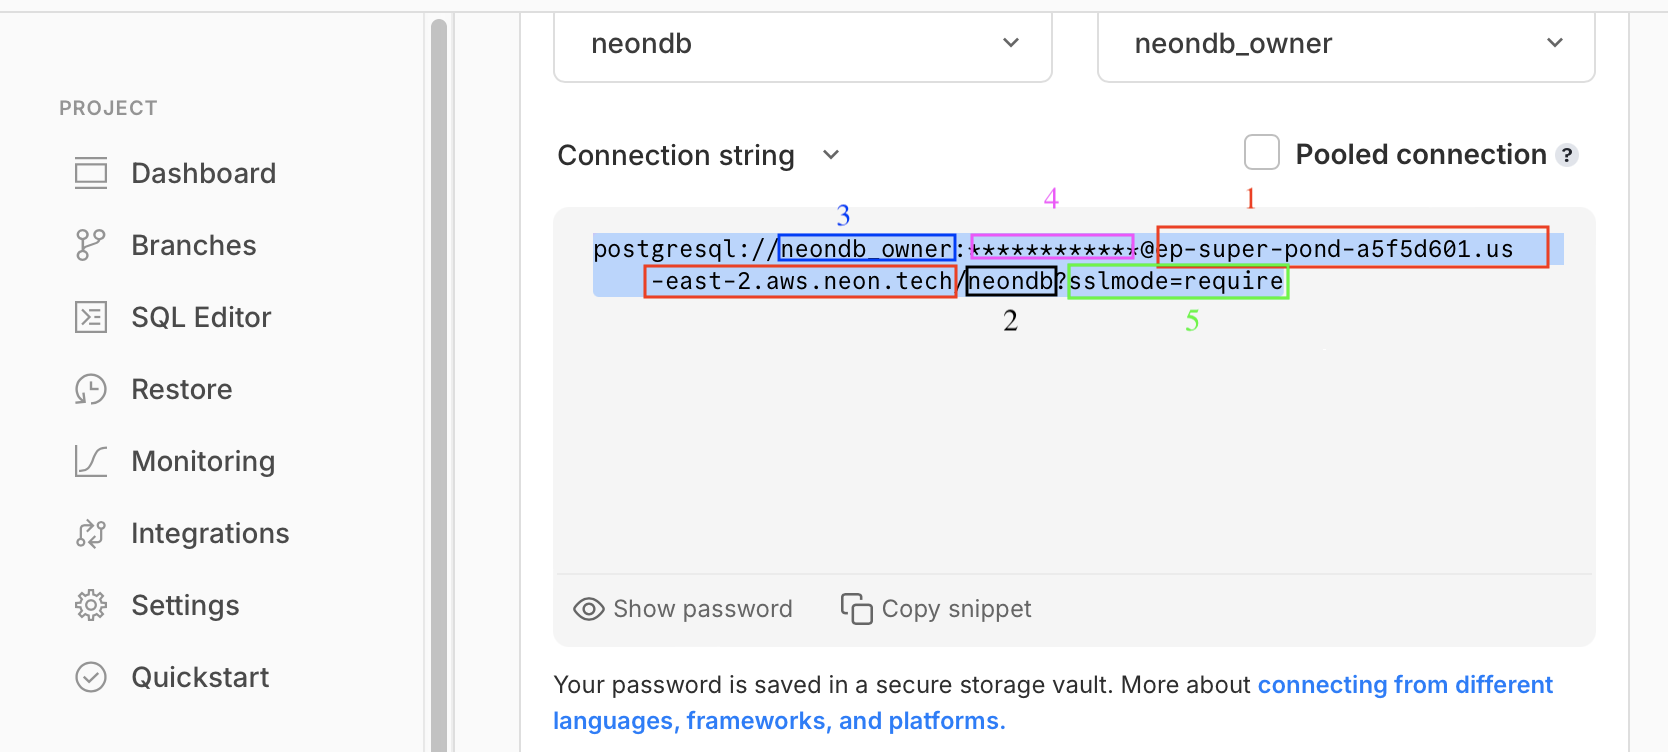 neondb
neondb_owner
PROJECT
Dashboard
Branches
SQL Editor
Restore
Monitoring
Integrations
Settings
Quickstart
Connection string
Pooled connection ?
3
4
1
postgresql://neondb_owner:************@ep-super-pond-a5f5d601.us
-east-2.aws.neon.tech/neondb?sslmode=require
2
5
Show password
Copy snippet
Your password is saved in a secure storage vault. More about connecting from different
languages, frameworks, and platforms.